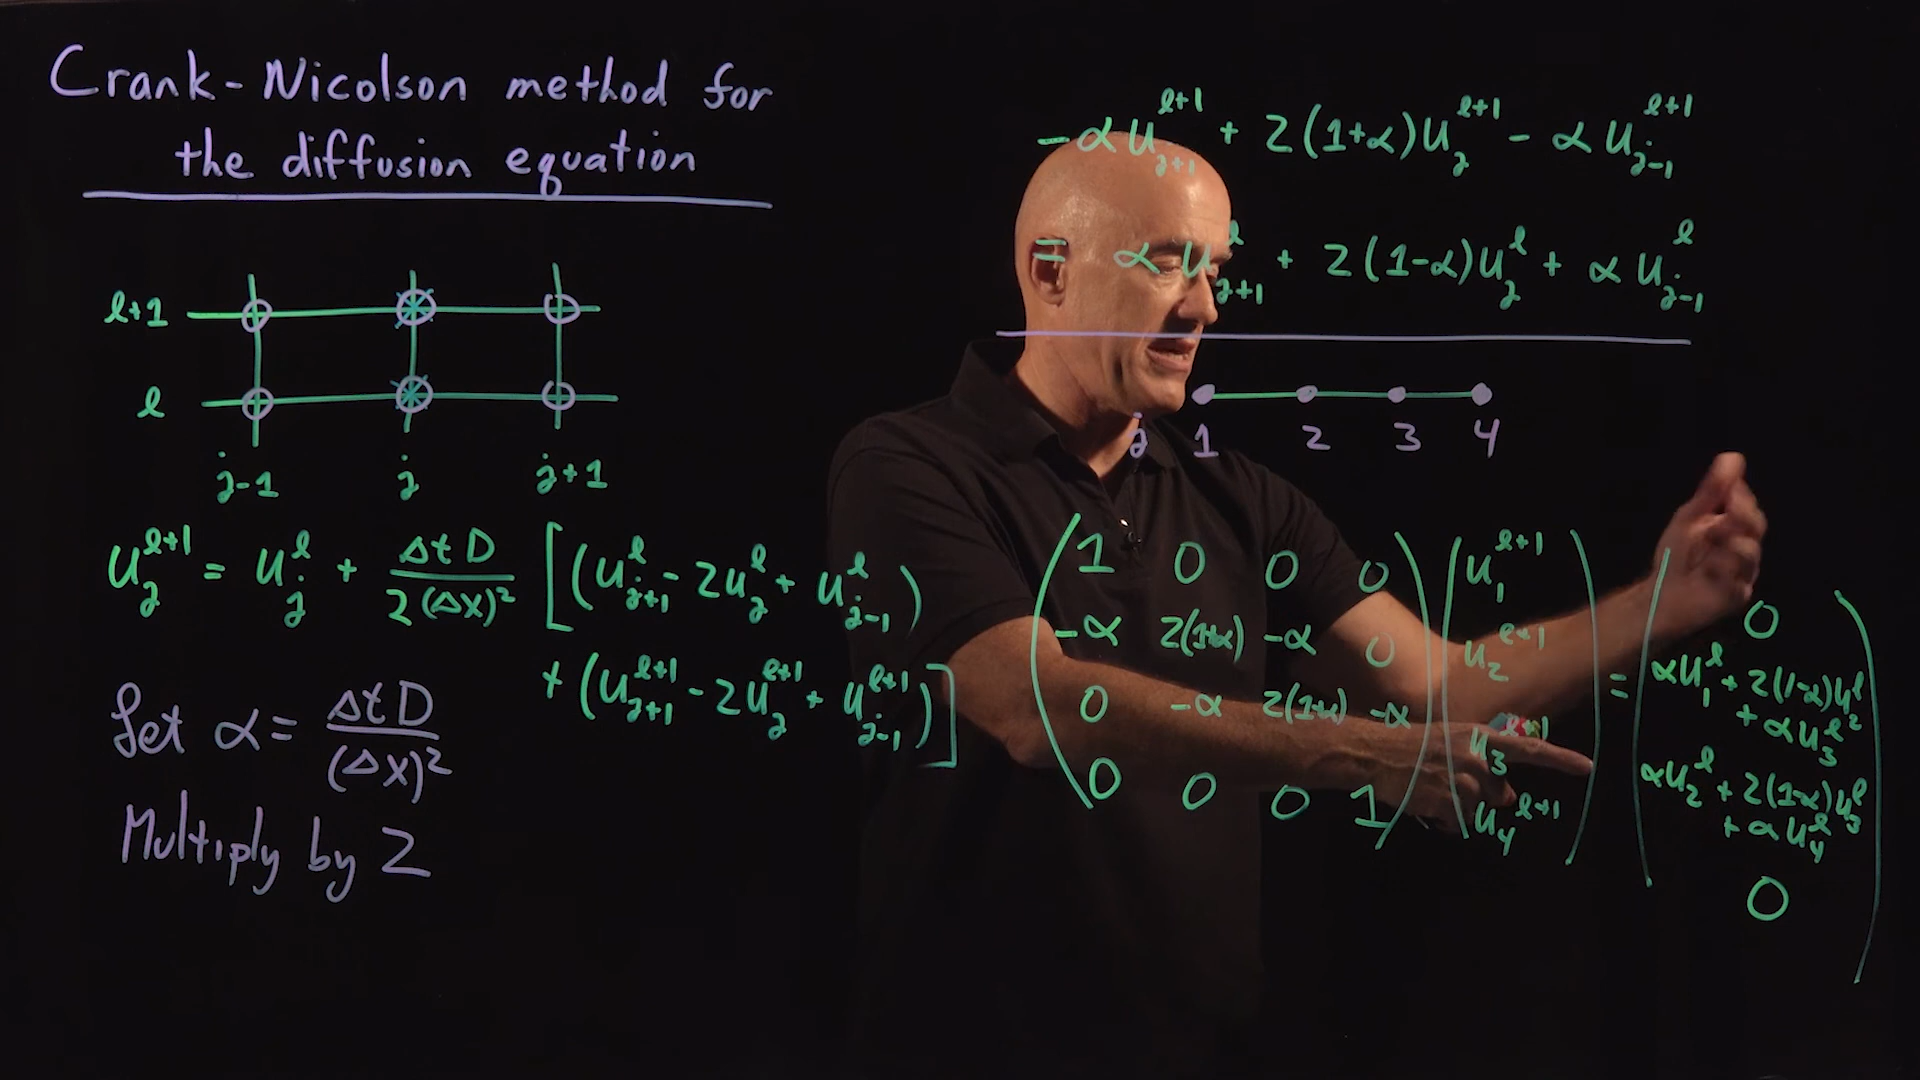 Crank-Nicolson method for
the diffusion equation
l+1
l
j-1 j j+1
u_j^{l+1} = u_j^l + ΔtD/2(Δx)² [(u_{j+1}^l - 2u_j^l + u_{j-1}^l)
+ (u_{j+1}^{l+1} - 2u_j^{l+1} + u_{j-1}^{l+1})]
Let α = ΔtD/(Δx)²
Multiply by 2
-αu_{j+1}^{l+1} + 2(1+α)u_j^{l+1} - αu_{j-1}^{l+1}
= αu_{j+1}^l + 2(1-α)u_j^l + αu_{j-1}^l
j 1 2 3 4
(1 0 0 0) (u_1^{l+1}) = (0)
(-α 2(1+α) -α 0) (u_2^{l+1}) (αu_1^l + 2(1-α)u_2^l + αu_3^l)
(0 -α 2(1+α) -α) (u_3^{l+1}) (αu_2^l + 2(1-α)u_3^l + αu_4^l)
(0 0 0 1) (u_4^{l+1}) (0)